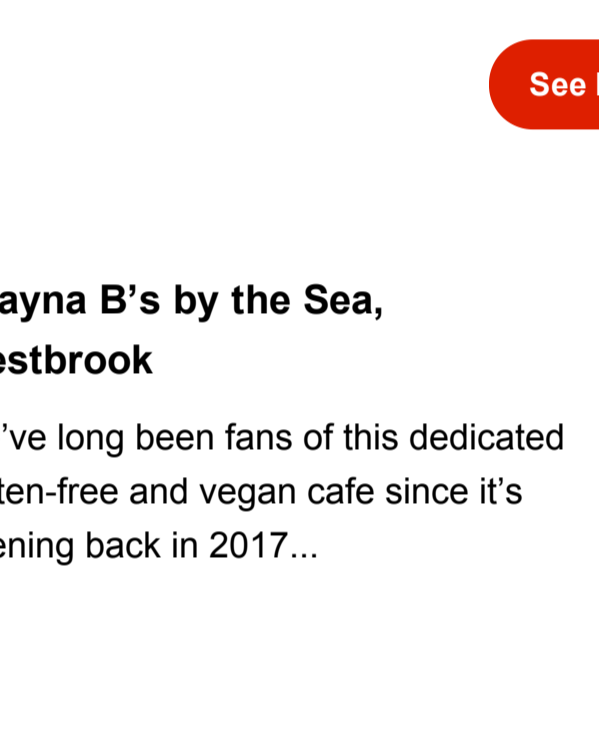 See
ayna B’s by the Sea,
estbrook
’ve long been fans of this dedicated
ten-free and vegan cafe since it’s
ening back in 2017...